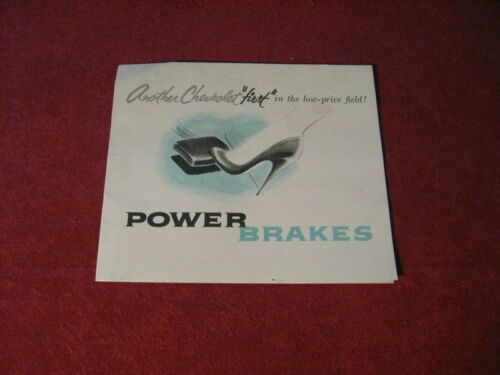 Another Chevrolet "first" in the low-price field!
POWER
BRAKES